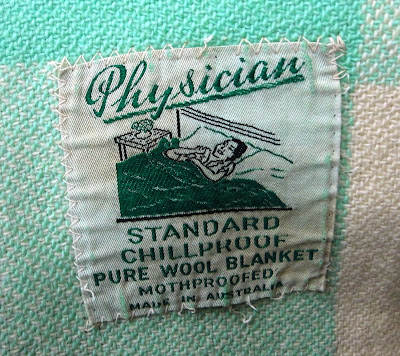 Physician
STANDARD
CHILLPROOF
PURE WOOL BLANKET
MOTHPROOFED
MADE IN AUSTRALIA